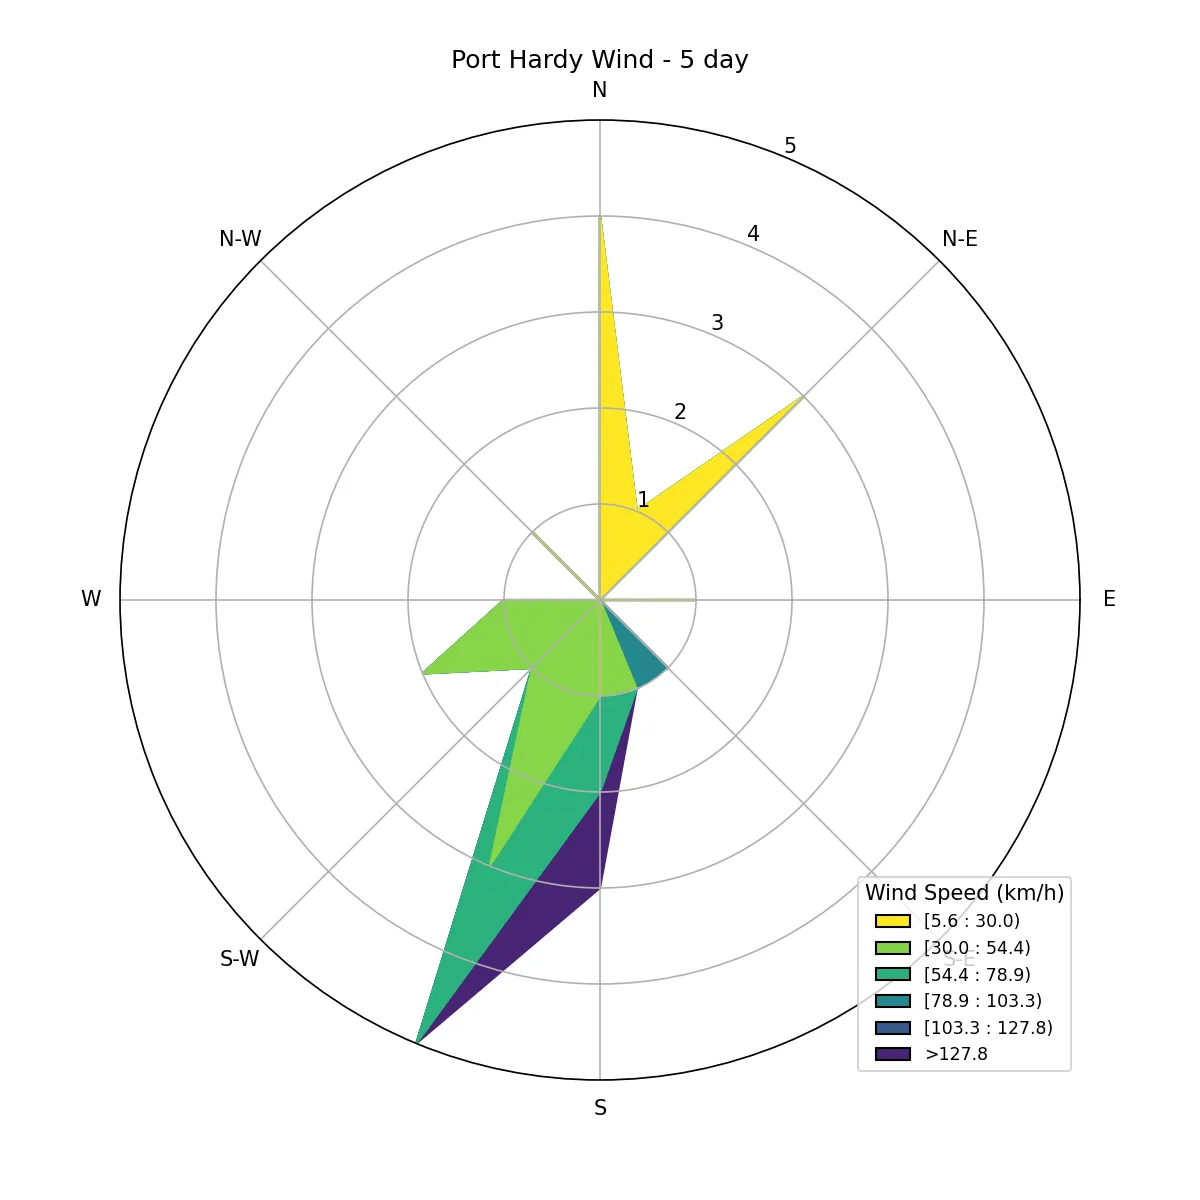 Port Hardy Wind - 5 day
N
5
N-W
N-E
4
3
2
1
W
E
S-W
S-E
Wind Speed (km/h)
[5.6 : 30.0)
[30.0 : 54.4)
[54.4 : 78.9)
[78.9 : 103.3)
[103.3 : 127.8)
>127.8
S